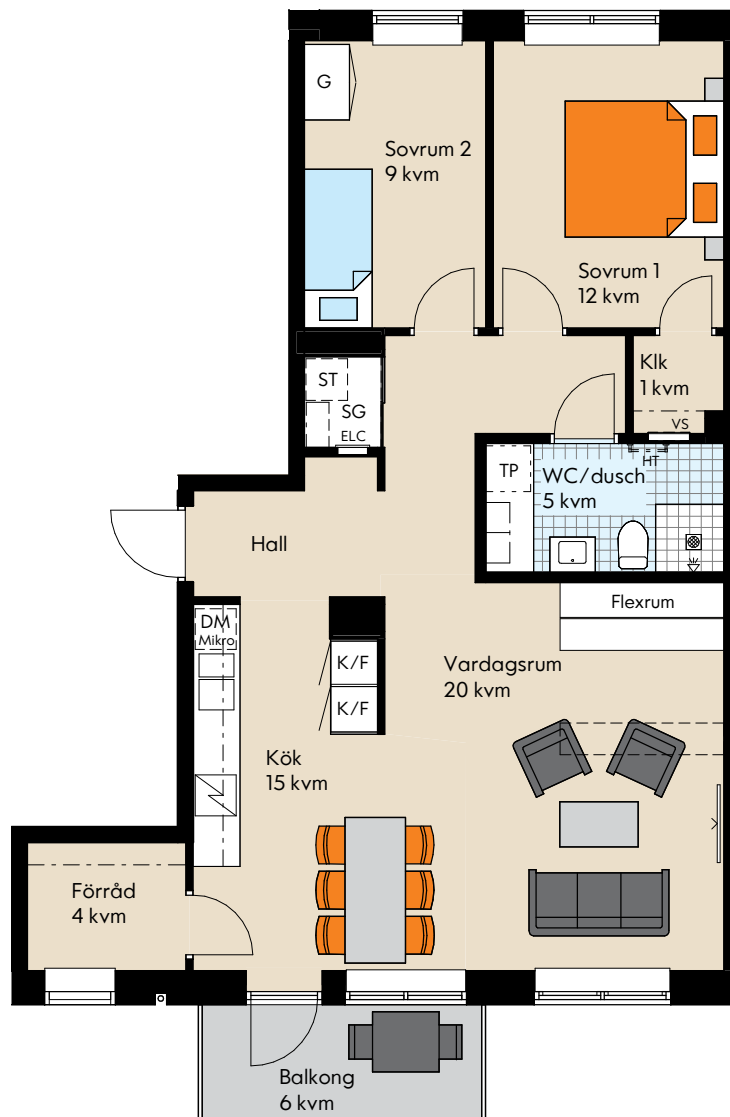 G
Sovrum 2
9 kvm
Sovrum 1
12 kvm
ST
SG
ELC
Klk
1 kvm
VS
HT
TP
WC/dusch
5 kvm
Hall
Flexrum
DM
Mikro
K/F
K/F
Vardagsrum
20 kvm
Kök
15 kvm
Förråd
4 kvm
Balkong
6 kvm